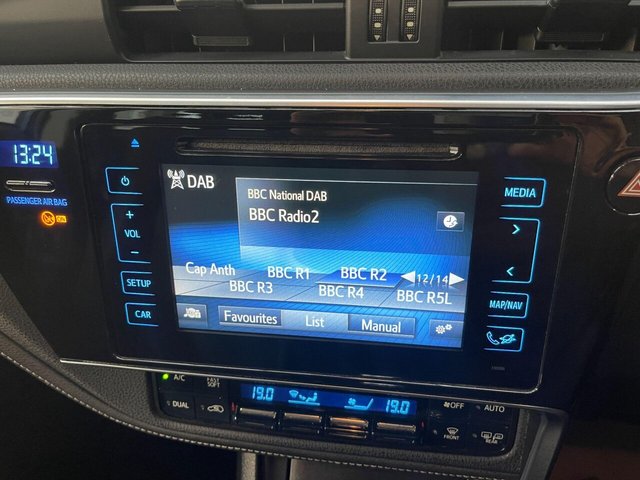 13:24
PASSENGER AIR BAG
DAB
BBC National DAB
BBC Radio2
Cap Anth BBC R1 BBC R2 12/14
BBC R3 BBC R4 BBC R5L
Favourites List Manual
+
VOL
-
SETUP
CAR
MEDIA
>
<
MAP/NAV
A/C FAST SOFT
DUAL
19.0 19.0
OFF AUTO
FRONT REAR